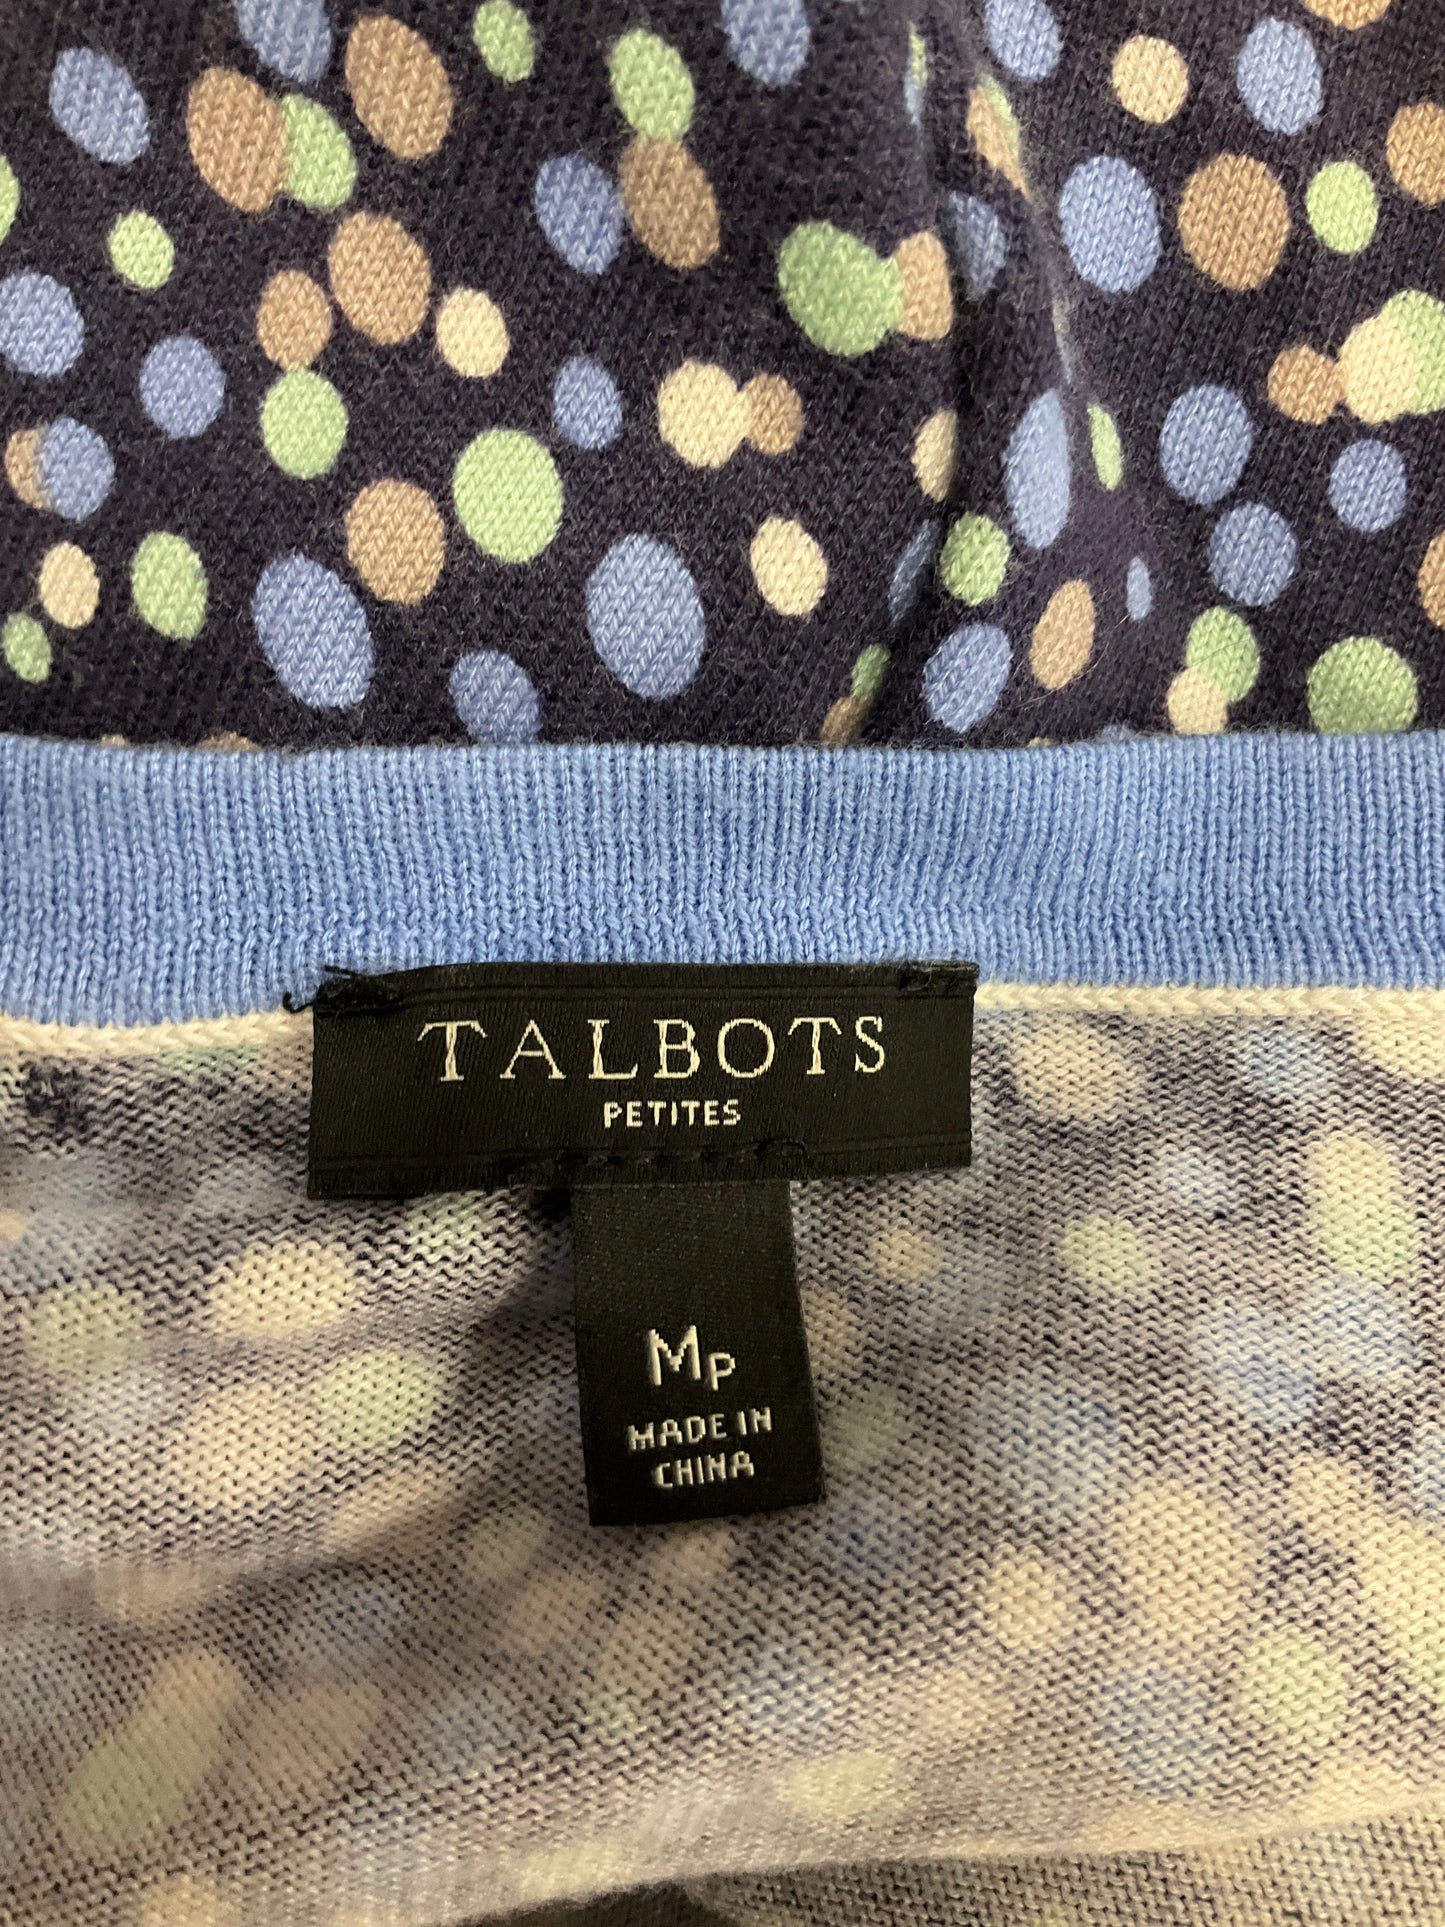 TALBOTS
PETITES
MP
MADE IN
CHINA